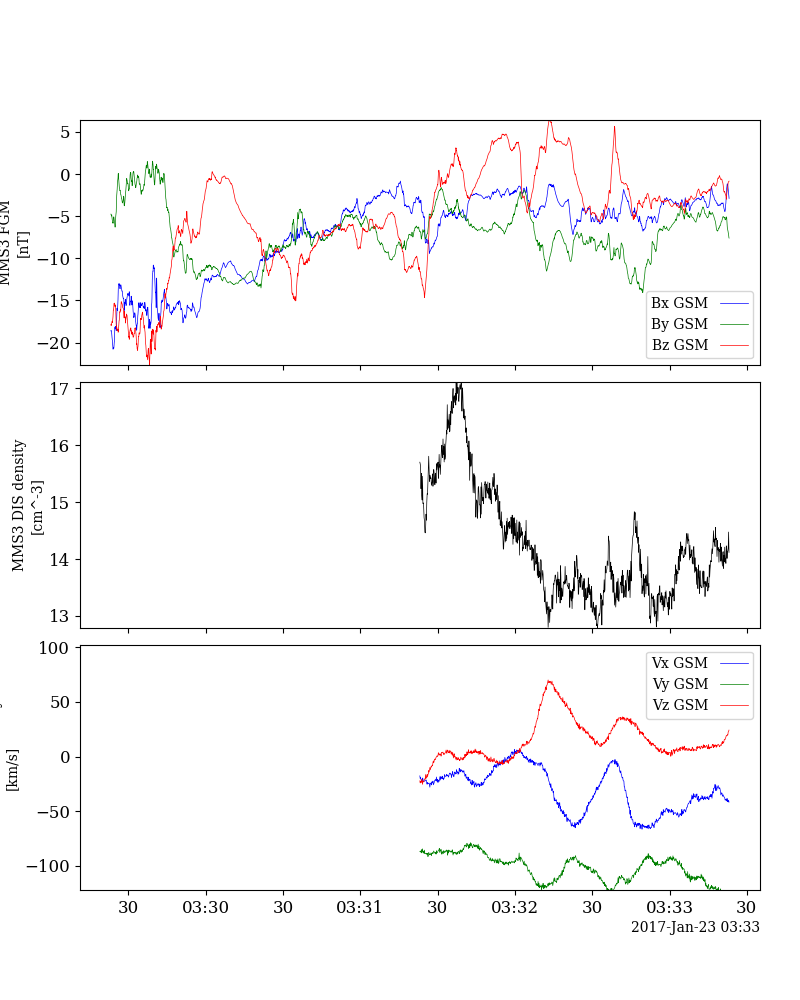 5
0
−5
−10
−15
−20
MMS3 FGM
[nT]
Bx GSM
By GSM
Bz GSM
17
16
15
14
13
MMS3 DIS density
[cm^-3]
100
50
0
−50
−100
[km/s]
Vx GSM
Vy GSM
Vz GSM
30 03:30 30 03:31 30 03:32 30 03:33 30
2017-Jan-23 03:33